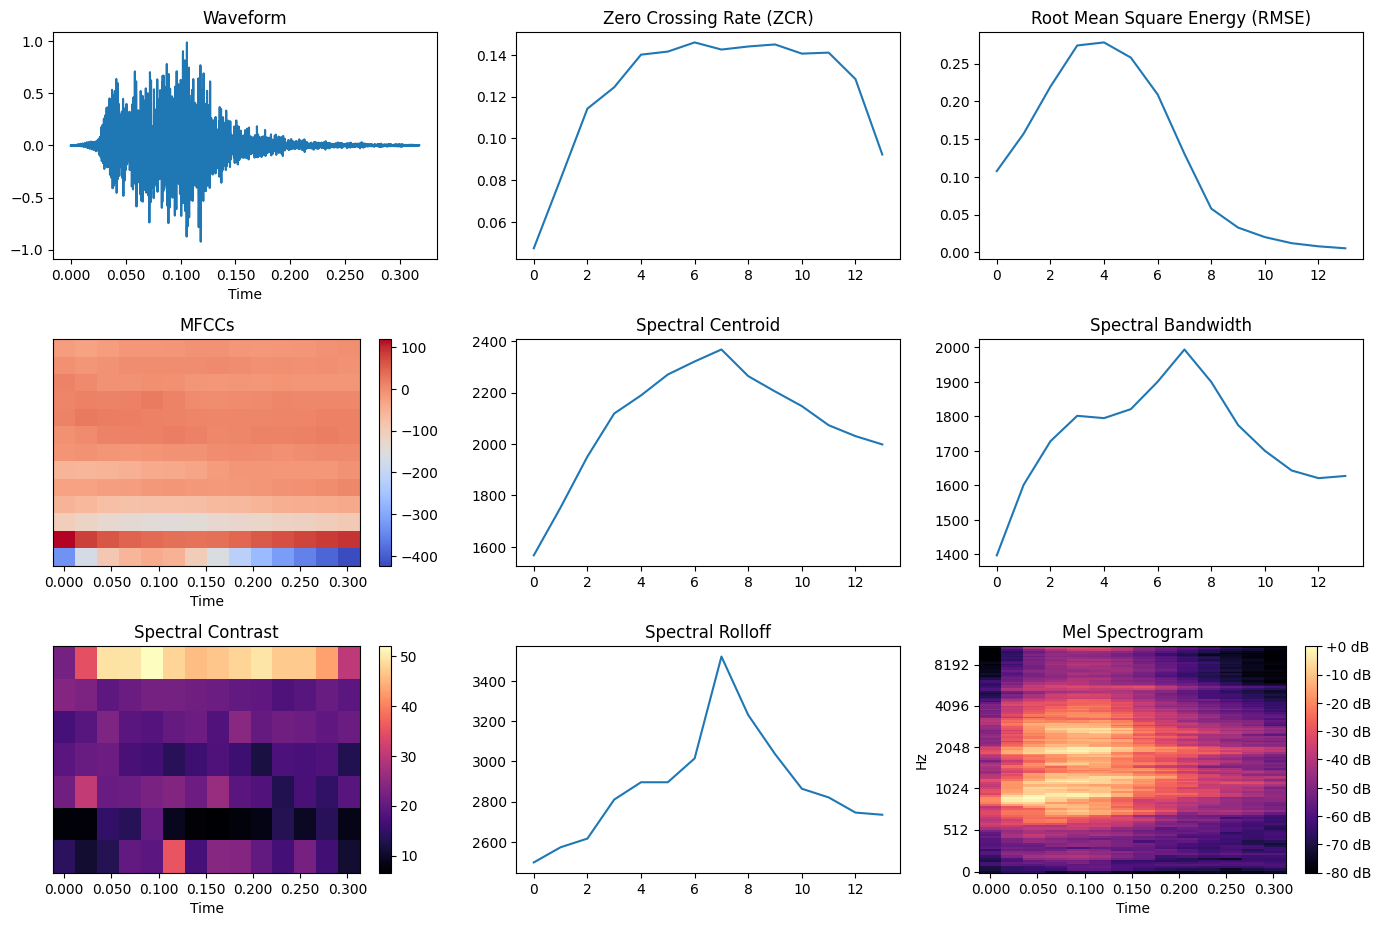 Waveform
1.0
0.5
0.0
−0.5
−1.0
0.000 0.050 0.100 0.150 0.200 0.250 0.300
Time
Zero Crossing Rate (ZCR)
0.14
0.12
0.10
0.08
0.06
0 2 4 6 8 10 12
Root Mean Square Energy (RMSE)
0.25
0.20
0.15
0.10
0.05
0.00
0 2 4 6 8 10 12
MFCCs
0.000 0.050 0.100 0.150 0.200 0.250 0.300
Time
100
0
−100
−200
−300
−400
Spectral Centroid
2400
2200
2000
1800
1600
0 2 4 6 8 10 12
Spectral Bandwidth
2000
1900
1800
1700
1600
1500
1400
0 2 4 6 8 10 12
Spectral Contrast
0.000 0.050 0.100 0.150 0.200 0.250 0.300
Time
50
40
30
20
10
Spectral Rolloff
3400
3200
3000
2800
2600
0 2 4 6 8 10 12
Mel Spectrogram
Hz
8192
4096
2048
1024
512
0
0.000 0.050 0.100 0.150 0.200 0.250 0.300
Time
+0 dB
-10 dB
-20 dB
-30 dB
-40 dB
-50 dB
-60 dB
-70 dB
-80 dB